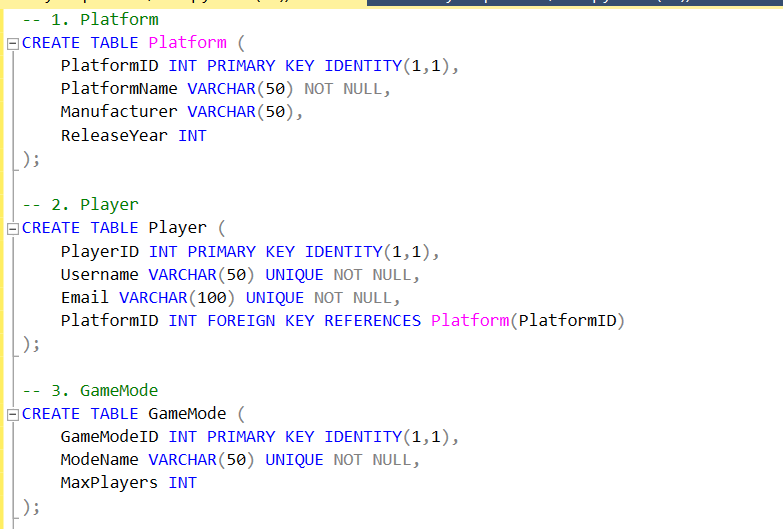 -- 1. Platform
CREATE TABLE Platform (
PlatformID INT PRIMARY KEY IDENTITY(1,1),
PlatformName VARCHAR(50) NOT NULL,
Manufacturer VARCHAR(50),
ReleaseYear INT
);
-- 2. Player
CREATE TABLE Player (
PlayerID INT PRIMARY KEY IDENTITY(1,1),
Username VARCHAR(50) UNIQUE NOT NULL,
Email VARCHAR(100) UNIQUE NOT NULL,
PlatformID INT FOREIGN KEY REFERENCES Platform(PlatformID)
);
-- 3. GameMode
CREATE TABLE GameMode (
GameModeID INT PRIMARY KEY IDENTITY(1,1),
ModeName VARCHAR(50) UNIQUE NOT NULL,
MaxPlayers INT
);